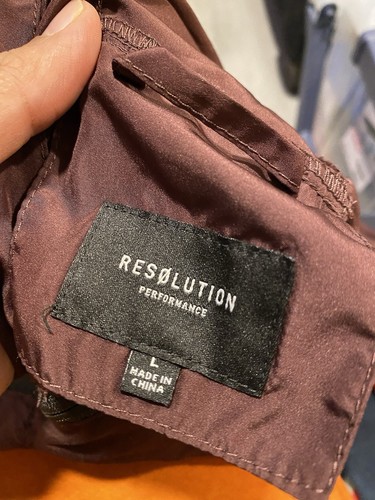 RESØLUTION
PERFORMANCE
L
MADE IN
CHINA